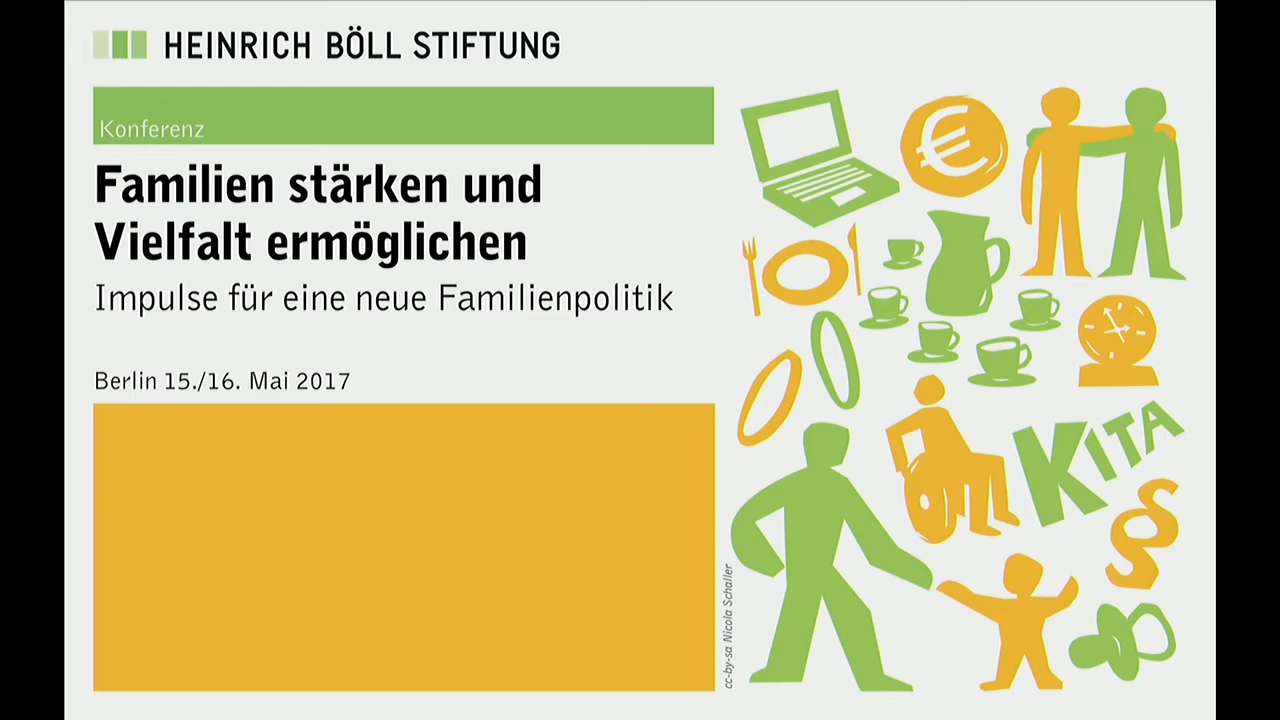 HEINRICH BÖLL STIFTUNG
Konferenz
Familien stärken und
Vielfalt ermöglichen
Impulse für eine neue Familienpolitik
Berlin 15./16. Mai 2017
€
KITA
§
cc-by-sa Nicola Schaller